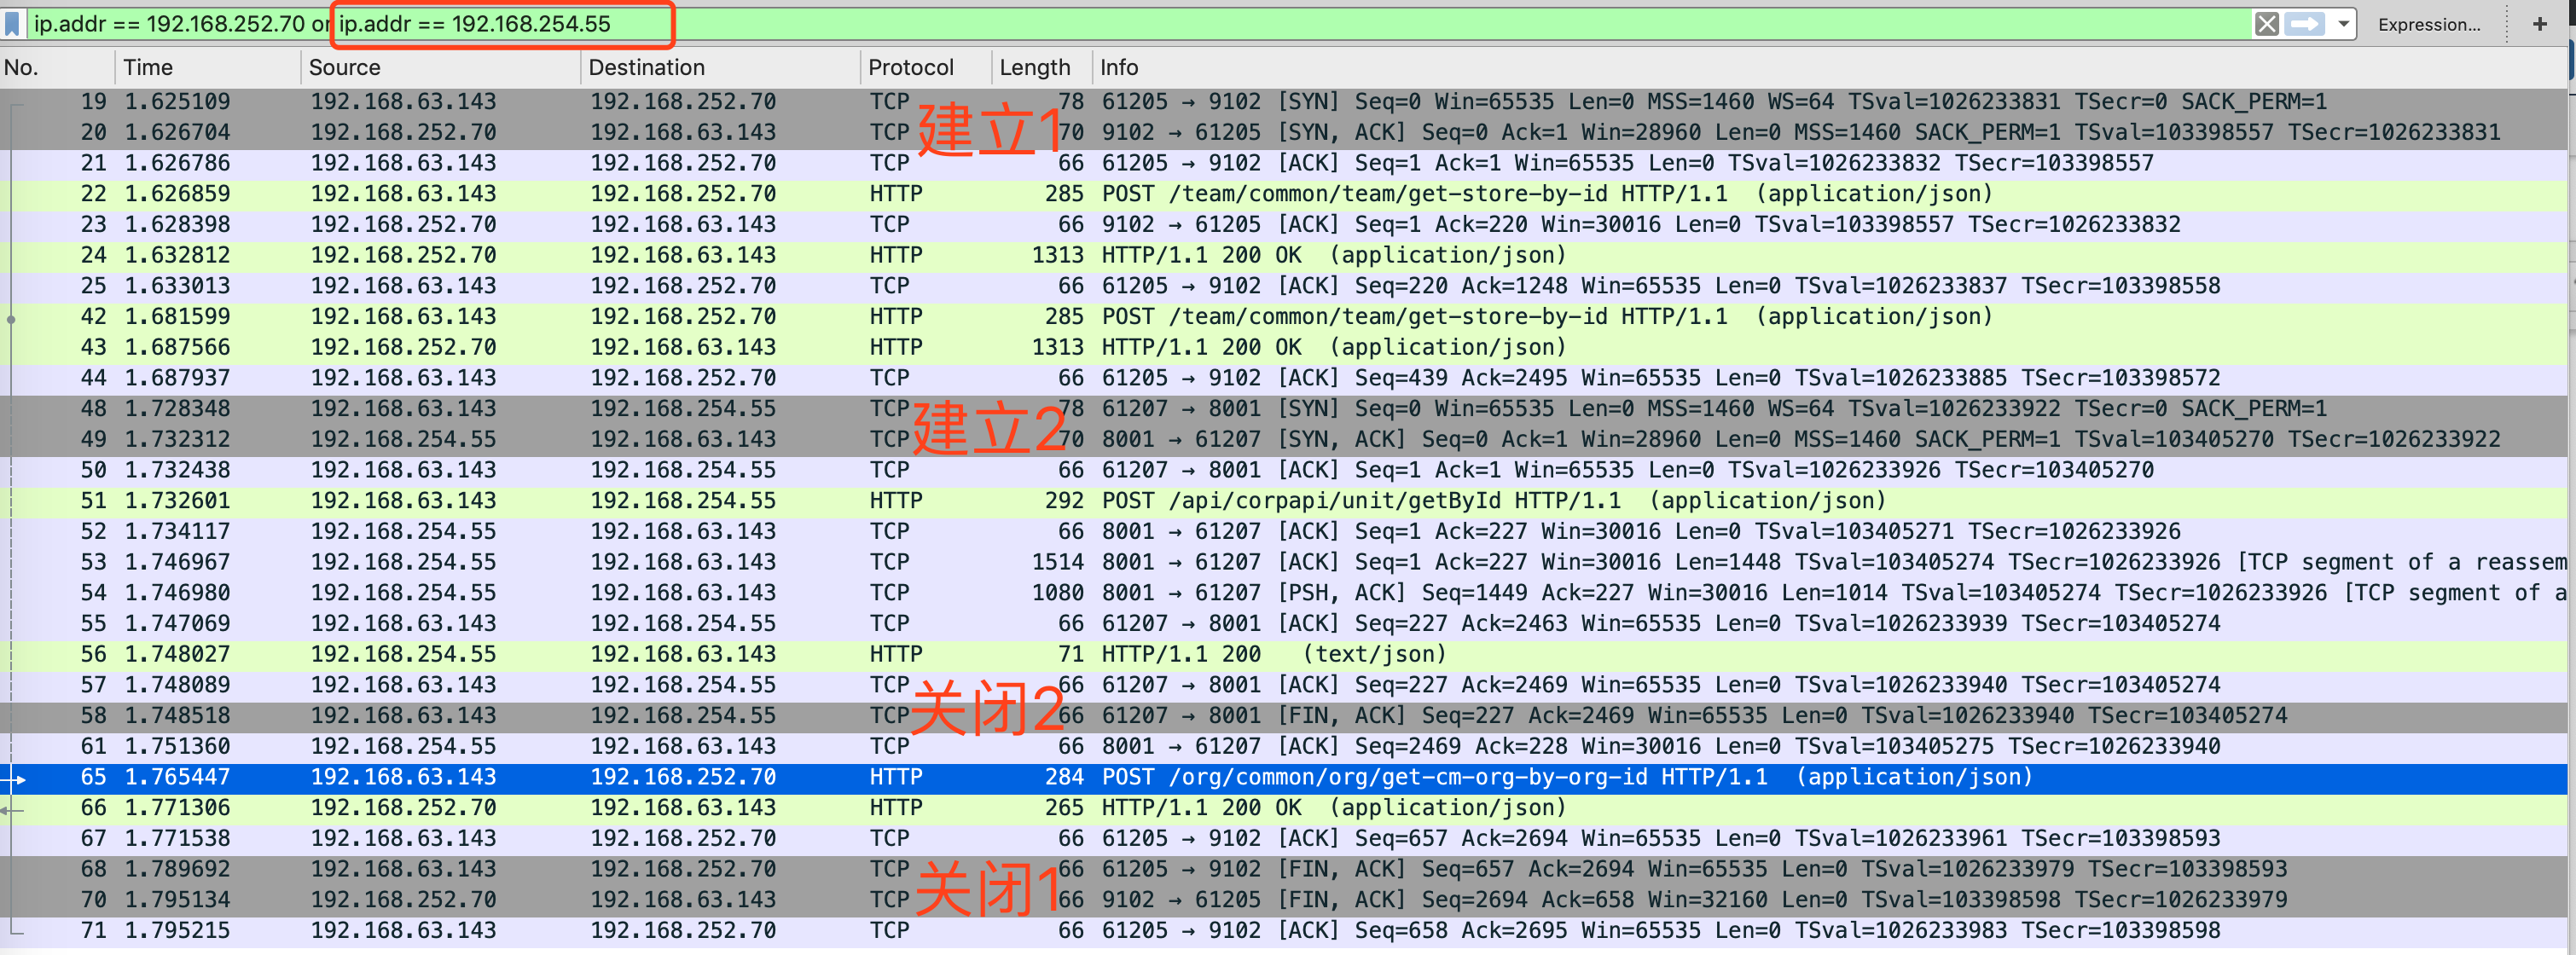 ip.addr == 192.168.252.70 or ip.addr == 192.168.254.55 Expression... +
No. Time Source Destination Protocol Length Info
19 1.625109 192.168.63.143 192.168.252.70 TCP 78 61205 → 9102 [SYN] Seq=0 Win=65535 Len=0 MSS=1460 WS=64 TSval=1026233831 TSecr=0 SACK_PERM=1
建立1
20 1.626704 192.168.252.70 192.168.63.143 TCP 70 9102 → 61205 [SYN, ACK] Seq=0 Ack=1 Win=28960 Len=0 MSS=1460 SACK_PERM=1 TSval=103398557 TSecr=1026233831
21 1.626786 192.168.63.143 192.168.252.70 TCP 66 61205 → 9102 [ACK] Seq=1 Ack=1 Win=65535 Len=0 TSval=1026233832 TSecr=103398557
22 1.626859 192.168.63.143 192.168.252.70 HTTP 285 POST /team/common/team/get-store-by-id HTTP/1.1 (application/json)
23 1.628398 192.168.252.70 192.168.63.143 TCP 66 9102 → 61205 [ACK] Seq=1 Ack=220 Win=30016 Len=0 TSval=103398557 TSecr=1026233832
24 1.632812 192.168.252.70 192.168.63.143 HTTP 1313 HTTP/1.1 200 OK (application/json)
25 1.633013 192.168.63.143 192.168.252.70 TCP 66 61205 → 9102 [ACK] Seq=220 Ack=1248 Win=65535 Len=0 TSval=1026233837 TSecr=103398558
42 1.681599 192.168.63.143 192.168.252.70 HTTP 285 POST /team/common/team/get-store-by-id HTTP/1.1 (application/json)
43 1.687566 192.168.252.70 192.168.63.143 HTTP 1313 HTTP/1.1 200 OK (application/json)
44 1.687937 192.168.63.143 192.168.252.70 TCP 66 61205 → 9102 [ACK] Seq=439 Ack=2495 Win=65535 Len=0 TSval=1026233885 TSecr=103398572
48 1.728348 192.168.63.143 192.168.254.55 TCP 78 61207 → 8001 [SYN] Seq=0 Win=65535 Len=0 MSS=1460 WS=64 TSval=1026233922 TSecr=0 SACK_PERM=1
建立2
49 1.732312 192.168.254.55 192.168.63.143 TCP 70 8001 → 61207 [SYN, ACK] Seq=0 Ack=1 Win=28960 Len=0 MSS=1460 SACK_PERM=1 TSval=103405270 TSecr=1026233922
50 1.732438 192.168.63.143 192.168.254.55 TCP 66 61207 → 8001 [ACK] Seq=1 Ack=1 Win=65535 Len=0 TSval=1026233926 TSecr=103405270
51 1.732601 192.168.63.143 192.168.254.55 HTTP 292 POST /api/corpapi/unit/getById HTTP/1.1 (application/json)
52 1.734117 192.168.254.55 192.168.63.143 TCP 66 8001 → 61207 [ACK] Seq=1 Ack=227 Win=30016 Len=0 TSval=103405271 TSecr=1026233926
53 1.746967 192.168.254.55 192.168.63.143 TCP 1514 8001 → 61207 [ACK] Seq=1 Ack=227 Win=30016 Len=1448 TSval=103405274 TSecr=1026233926 [TCP segment of a reassem
54 1.746980 192.168.254.55 192.168.63.143 TCP 1080 8001 → 61207 [PSH, ACK] Seq=1449 Ack=227 Win=30016 Len=1014 TSval=103405274 TSecr=1026233926 [TCP segment of a
55 1.747069 192.168.63.143 192.168.254.55 TCP 66 61207 → 8001 [ACK] Seq=227 Ack=2463 Win=65535 Len=0 TSval=1026233939 TSecr=103405274
56 1.748027 192.168.254.55 192.168.63.143 HTTP 71 HTTP/1.1 200 (text/json)
57 1.748089 192.168.63.143 192.168.254.55 TCP 66 61207 → 8001 [ACK] Seq=227 Ack=2469 Win=65535 Len=0 TSval=1026233940 TSecr=103405274
关闭2
58 1.748518 192.168.63.143 192.168.254.55 TCP 66 61207 → 8001 [FIN, ACK] Seq=227 Ack=2469 Win=65535 Len=0 TSval=1026233940 TSecr=103405274
61 1.751360 192.168.254.55 192.168.63.143 TCP 66 8001 → 61207 [ACK] Seq=2469 Ack=228 Win=30016 Len=0 TSval=103405275 TSecr=1026233940
65 1.765447 192.168.63.143 192.168.252.70 HTTP 284 POST /org/common/org/get-cm-org-by-org-id HTTP/1.1 (application/json)
66 1.771306 192.168.252.70 192.168.63.143 HTTP 265 HTTP/1.1 200 OK (application/json)
67 1.771538 192.168.63.143 192.168.252.70 TCP 66 61205 → 9102 [ACK] Seq=657 Ack=2694 Win=65535 Len=0 TSval=1026233961 TSecr=103398593
68 1.789692 192.168.63.143 192.168.252.70 TCP 66 61205 → 9102 [FIN, ACK] Seq=657 Ack=2694 Win=65535 Len=0 TSval=1026233979 TSecr=103398593
关闭1
70 1.795134 192.168.252.70 192.168.63.143 TCP 66 9102 → 61205 [FIN, ACK] Seq=2694 Ack=658 Win=32160 Len=0 TSval=103398598 TSecr=1026233979
71 1.795215 192.168.63.143 192.168.252.70 TCP 66 61205 → 9102 [ACK] Seq=658 Ack=2695 Win=65535 Len=0 TSval=1026233983 TSecr=103398598